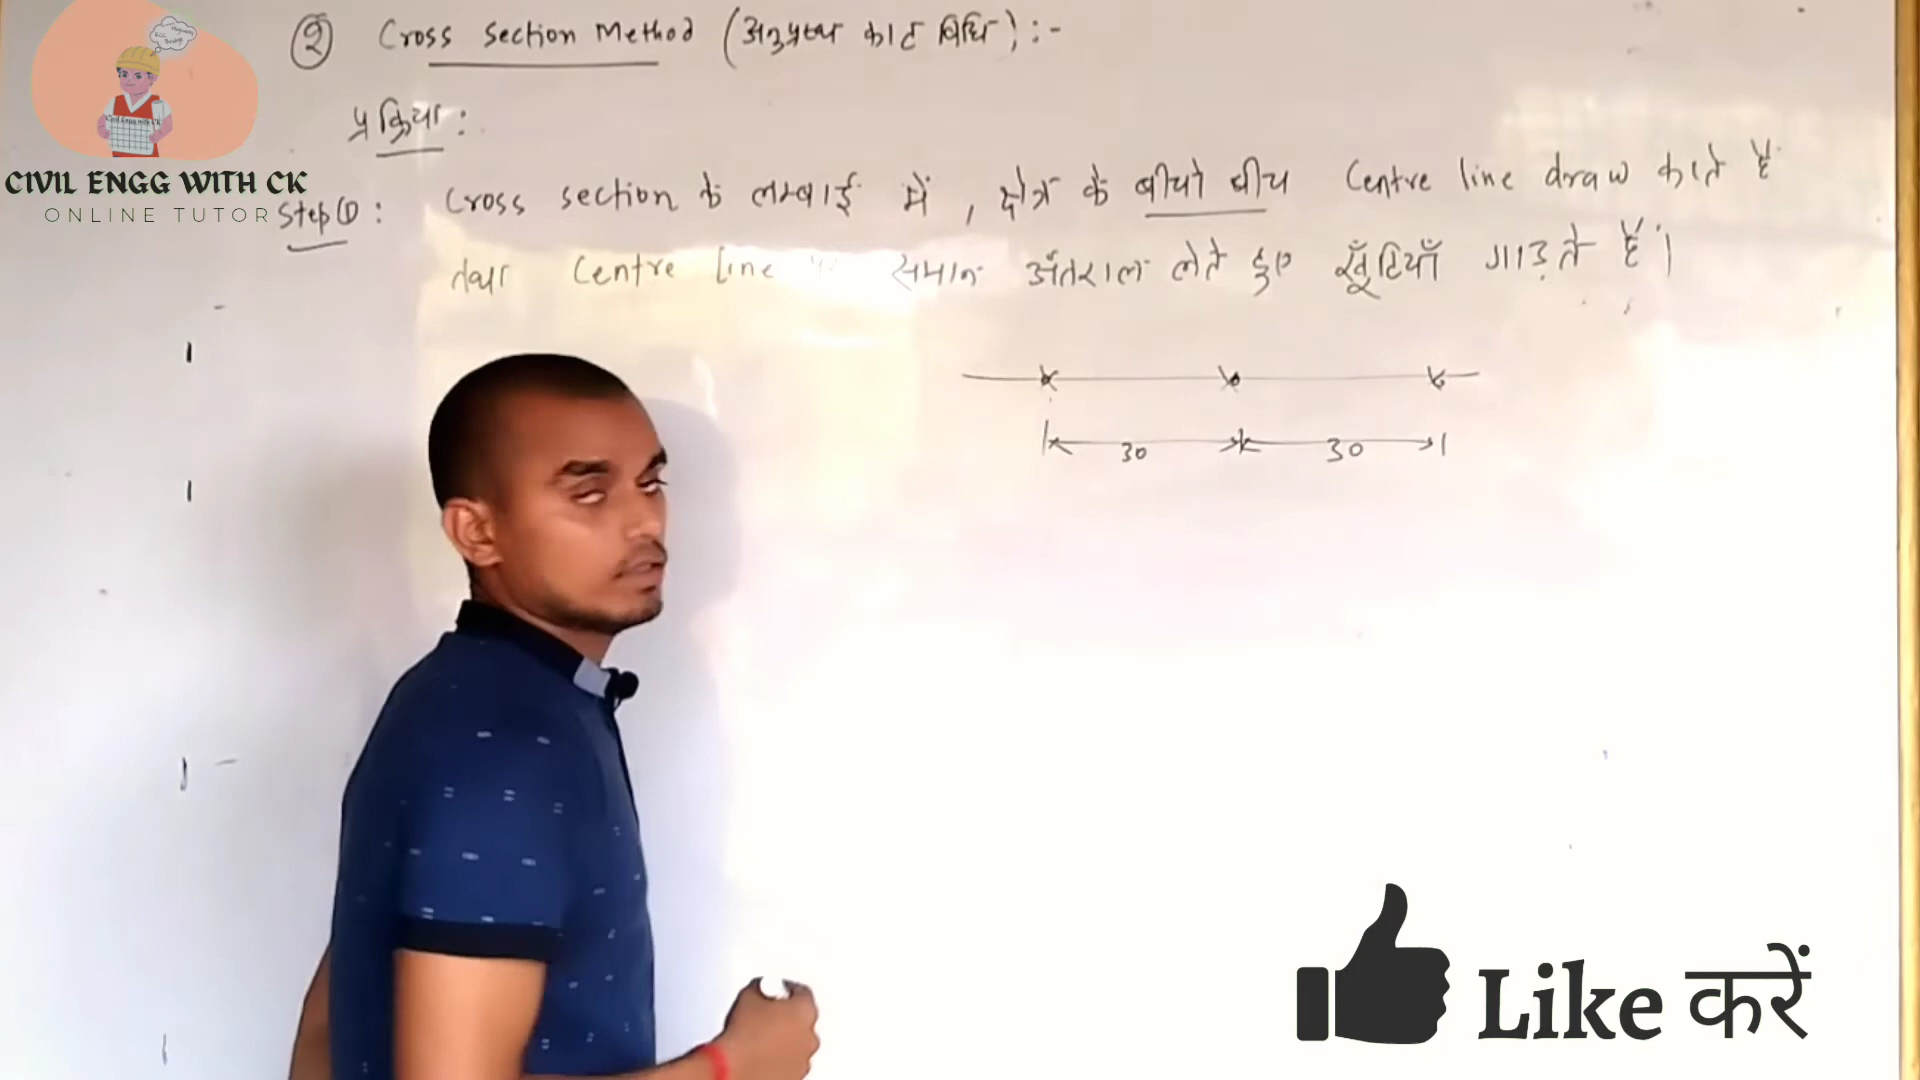 ② Cross Section Method (अनुप्रस्थ काट विधि) :-
प्रक्रिया :
CIVIL ENGG WITH CK
ONLINE TUTOR
Step ① : Cross section के लम्बाई में , क्षेत्र के बीचो बीच Centre line draw करते हैं
तथा Centre line समान अंतराल लेते हुए खूँटियाँ गाड़ते हैं।
30 30
Like करें